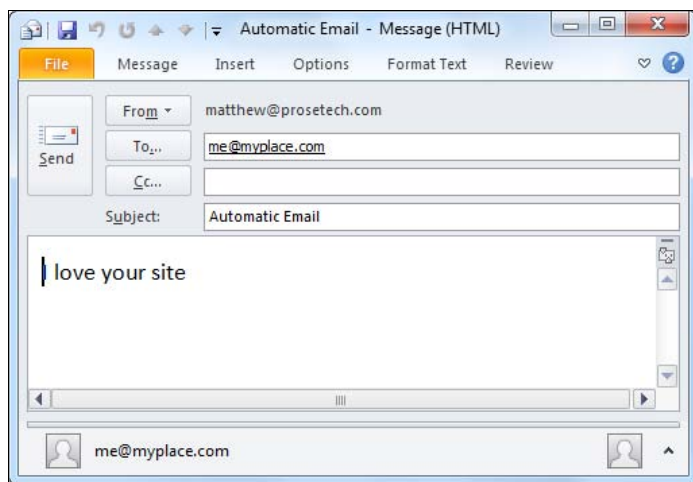 Automatic Email - Message (HTML)
File Message Insert Options Format Text Review
From matthew@prosetech.com
Send
To... me@myplace.com
Cc...
Subject: Automatic Email
I love your site
me@myplace.com